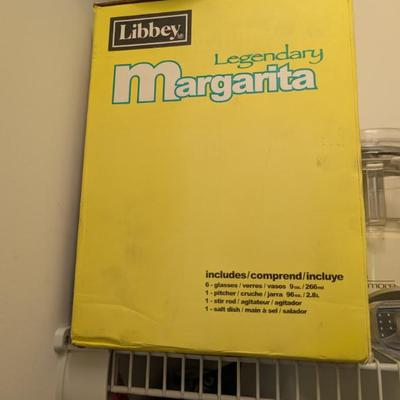 Libbey®
Legendary
margarita
includes/comprend/incluye
6 - glasses / verres / vasos 9 oz. / 266ml
1 - pitcher / cruche / jarra 96 oz. / 2.8L
1 - stir rod / agitateur / agitador
1 - salt dish / main à sel / salador
more